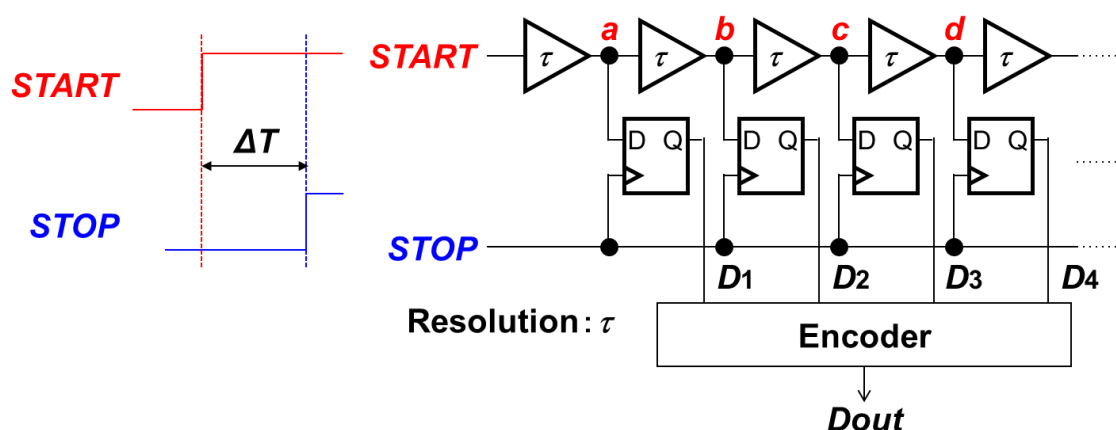 START
ΔT
STOP
a b c d
START τ τ τ τ τ
D Q D Q D Q D Q
STOP
D1 D2 D3 D4
Resolution : τ
Encoder
Dout